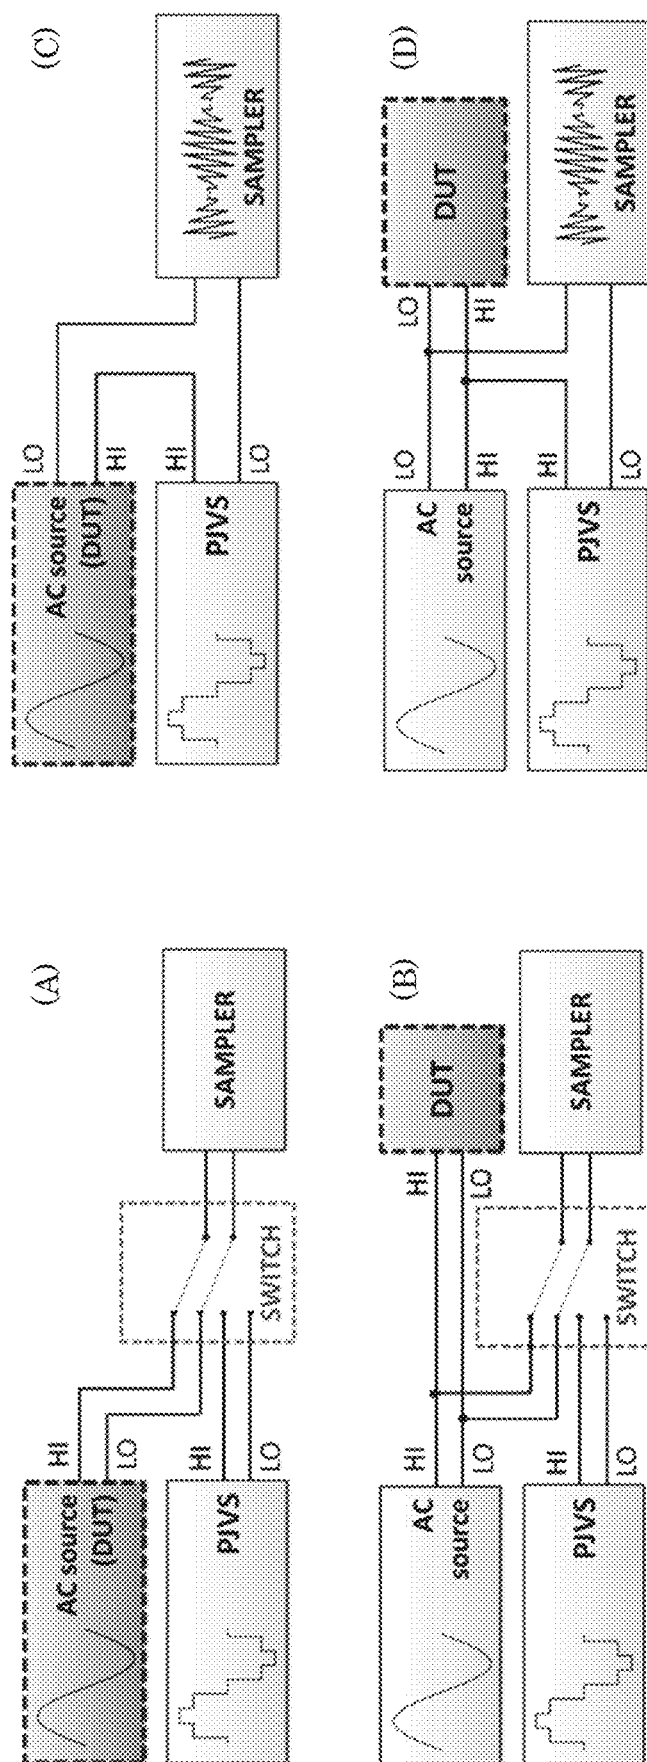 (A)
AC source
(DUT)
HI
LO
PJVS
HI
LO
SWITCH
SAMPLER
(B)
AC
source
HI
LO
HI
LO
DUT
PJVS
HI
LO
SWITCH
SAMPLER
(C)
AC source
(DUT)
LO
HI
HI
LO
PJVS
SAMPLER
(D)
AC
source
LO
HI
LO
HI
DUT
PJVS
HI
LO
SAMPLER